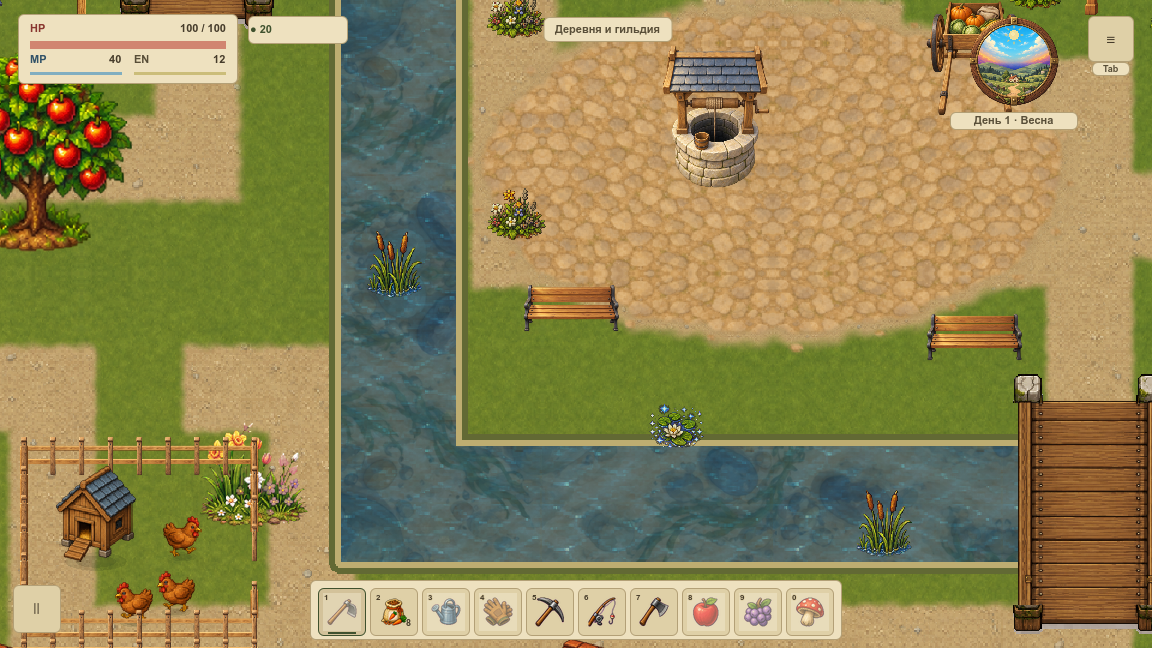 HP 100 / 100
MP 40 EN 12
20
Деревня и гильдия
≡
Tab
День 1 · Весна
II
1 2 3 4 5 6 7 8 9 0
8